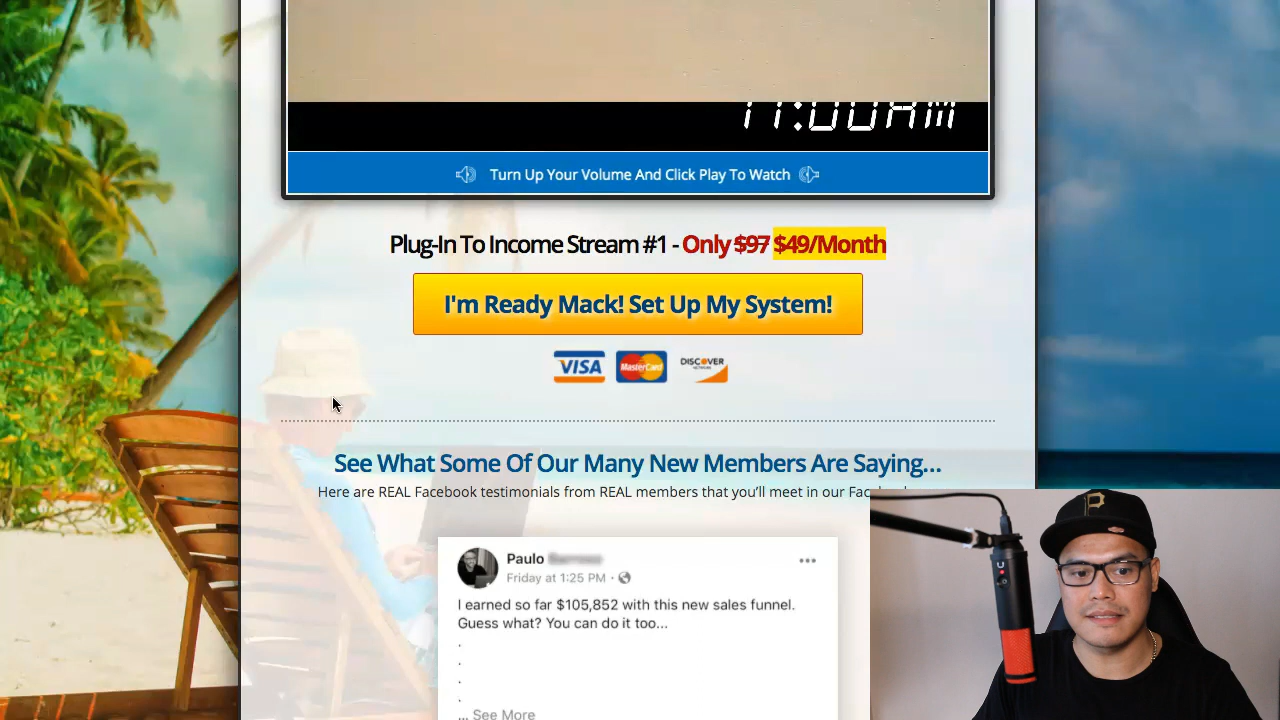 11:00AM
Turn Up Your Volume And Click Play To Watch
Plug-In To Income Stream #1 - Only $97 $49/Month
I'm Ready Mack! Set Up My System!
VISA MasterCard DISCOVER
NETWORK
See What Some Of Our Many New Members Are Saying...
Here are REAL Facebook testimonials from REAL members that you'll meet in our
Paulo
Friday at 1:25 PM ·
I earned so far $105,852 with this new sales funnel.
Guess what? You can do it too...
.
.
.
.
... See More
P